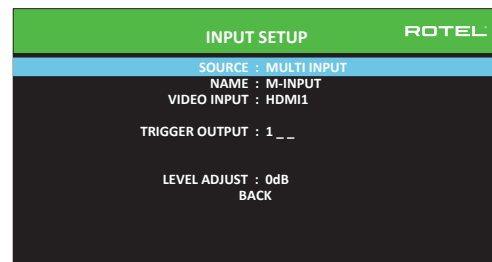 INPUT SETUP
ROTEL
SOURCE : MULTI INPUT
NAME : M-INPUT
VIDEO INPUT : HDMI1
TRIGGER OUTPUT : 1 _ _
LEVEL ADJUST : 0dB
BACK